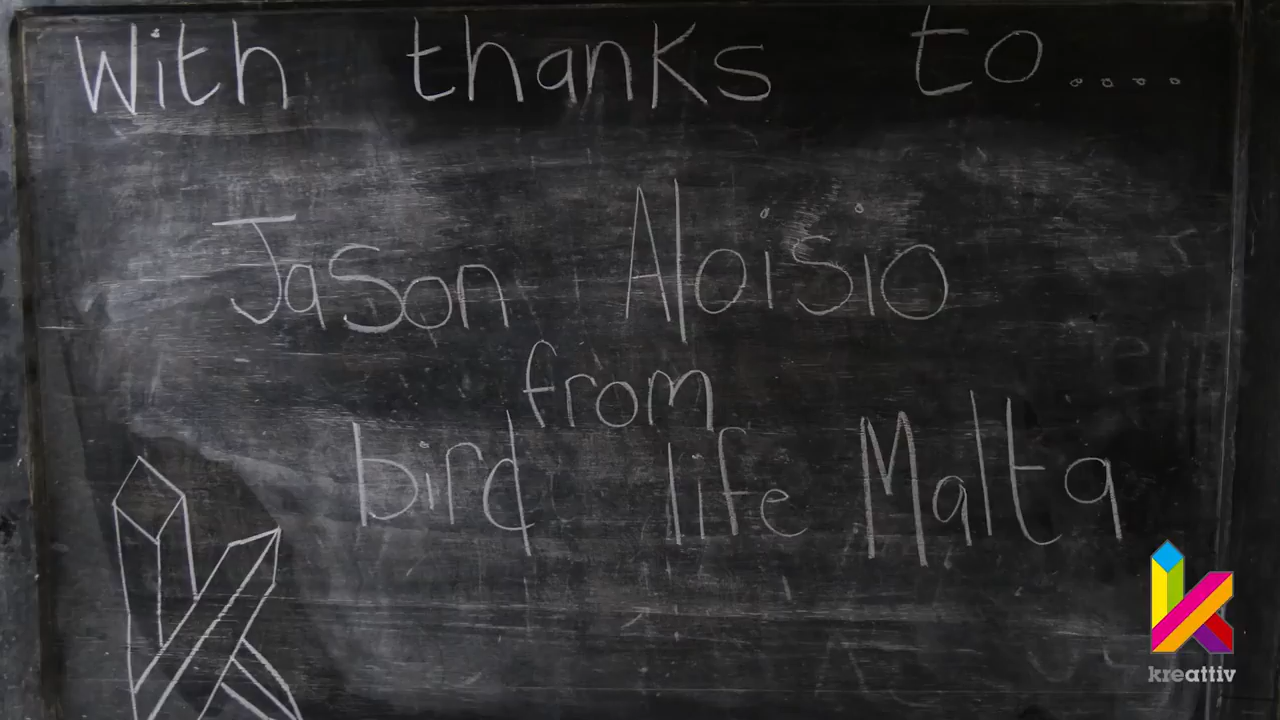 With thanks to....
Jason Aloisio
from
bird life Malta
kreattiv